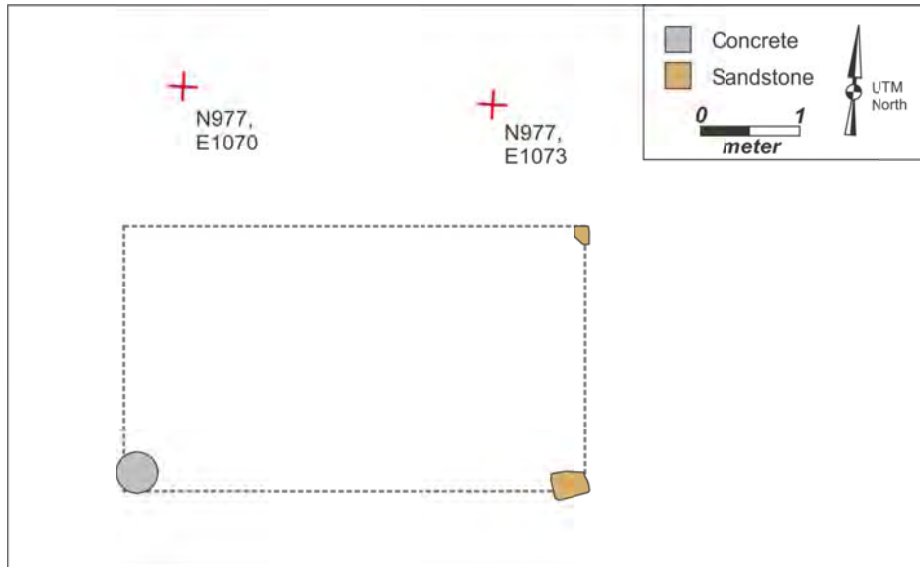 Concrete
Sandstone
UTM
North
0 1
meter
N977,
E1070
N977,
E1073